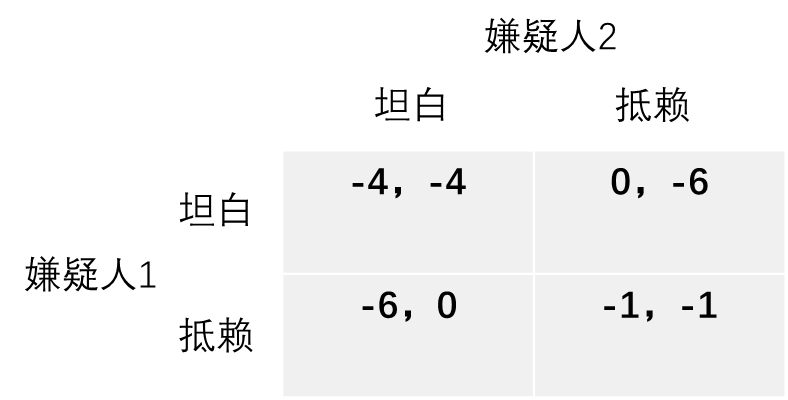 嫌疑人2
坦白 抵赖
坦白 -4，-4 0，-6
嫌疑人1
抵赖 -6，0 -1，-1